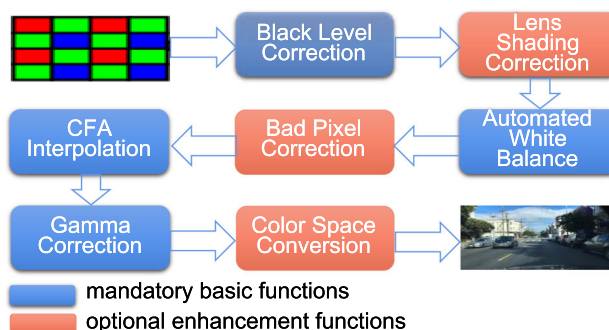 Black Level
Correction
Lens
Shading
Correction
CFA
Interpolation
Bad Pixel
Correction
Automated
White
Balance
Gamma
Correction
Color Space
Conversion
mandatory basic functions
optional enhancement functions